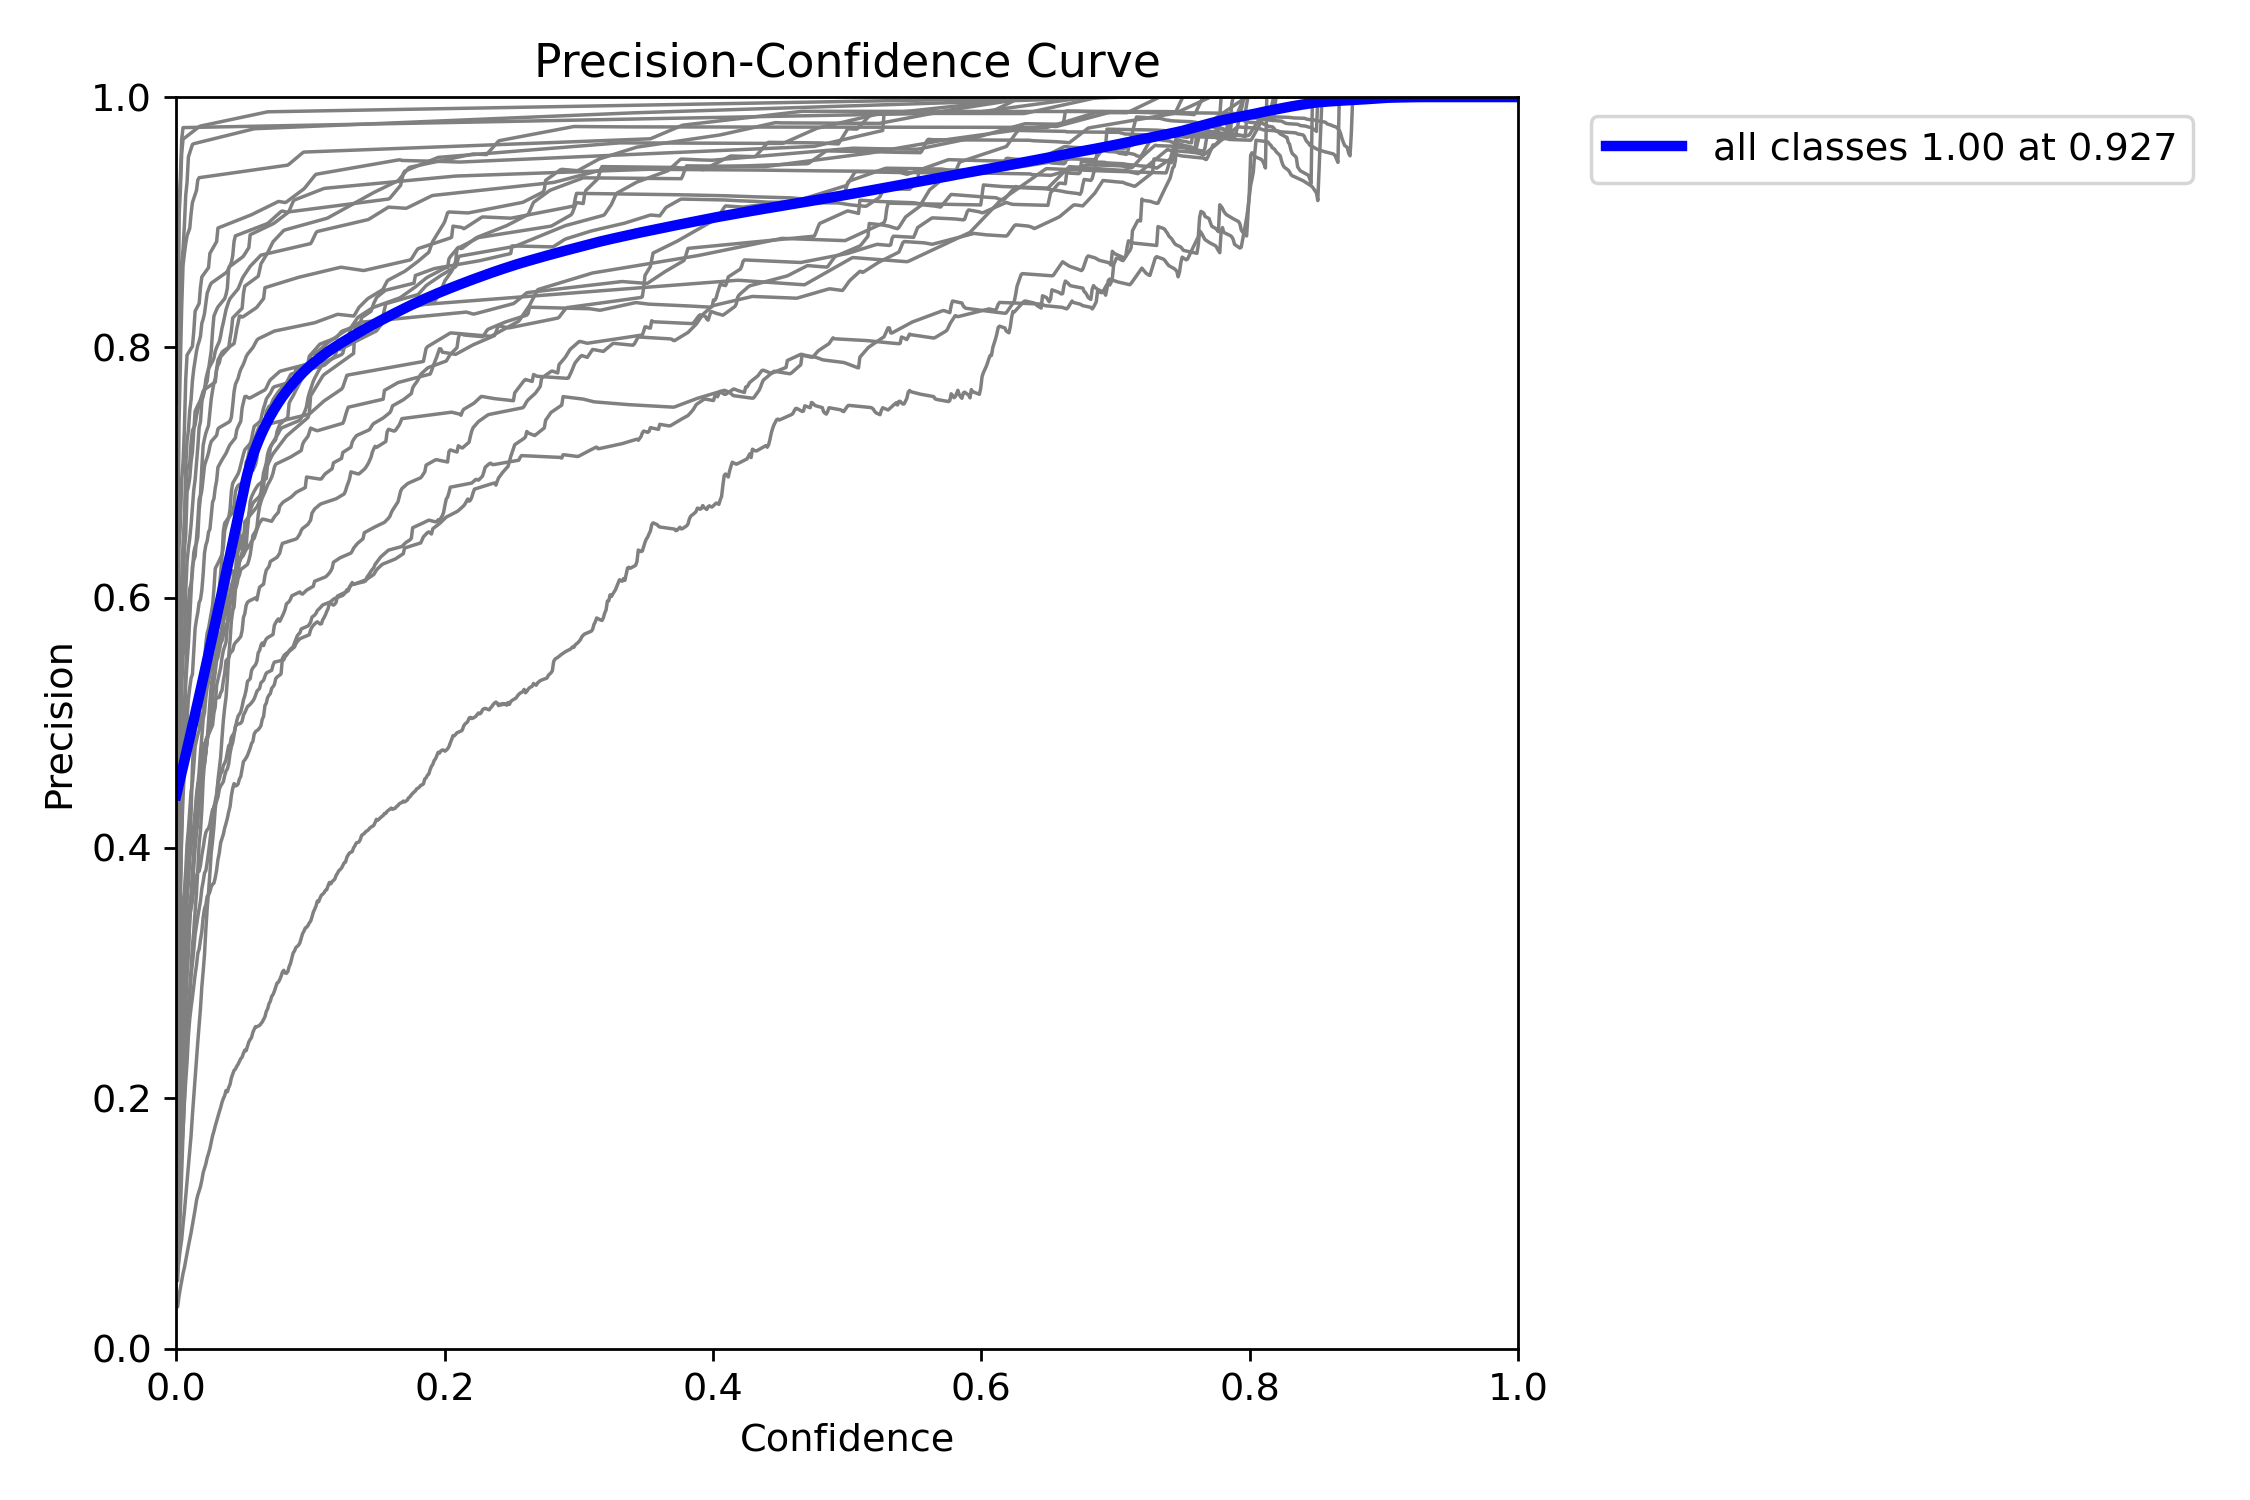 Precision-Confidence Curve
1.0
0.8
0.6
0.4
0.2
0.0
Precision
0.0 0.2 0.4 0.6 0.8 1.0
Confidence
all classes 1.00 at 0.927